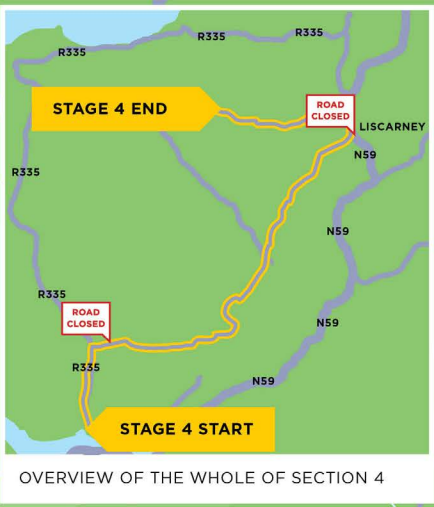 R335
R335
R335
STAGE 4 END
ROAD
CLOSED
LISCARNEY
N59
R335
N59
R335
ROAD
CLOSED
N59
R335
N59
STAGE 4 START
OVERVIEW OF THE WHOLE OF SECTION 4